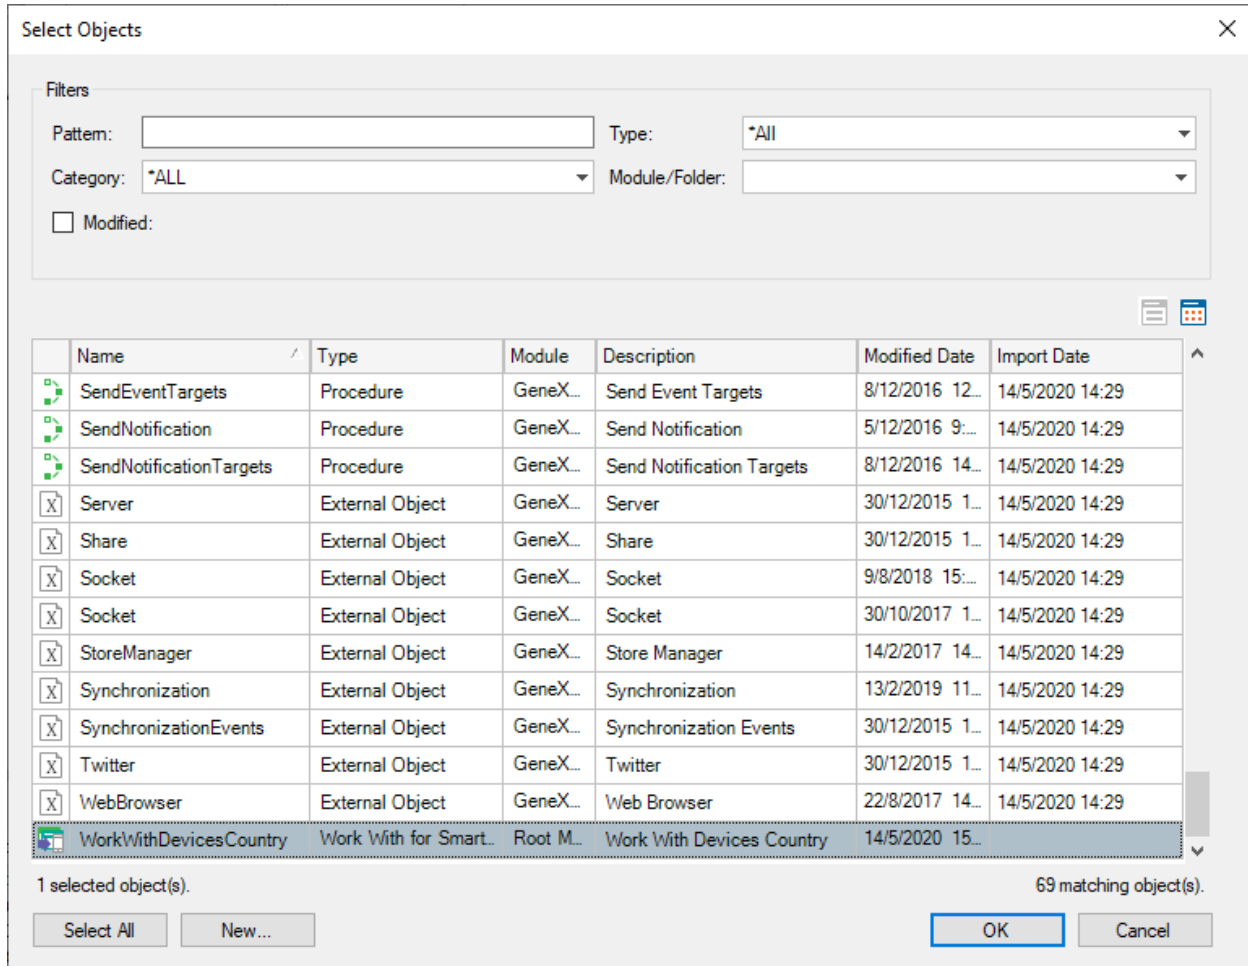 Select Objects
Filters
Pattern: Type: *All
Category: *ALL Module/Folder:
Modified:
Name Type Module Description Modified Date Import Date
SendEventTargets Procedure GeneX... Send Event Targets 8/12/2016 12... 14/5/2020 14:29
SendNotification Procedure GeneX... Send Notification 5/12/2016 9:... 14/5/2020 14:29
SendNotificationTargets Procedure GeneX... Send Notification Targets 8/12/2016 14... 14/5/2020 14:29
X Server External Object GeneX... Server 30/12/2015 1... 14/5/2020 14:29
X Share External Object GeneX... Share 30/12/2015 1... 14/5/2020 14:29
X Socket External Object GeneX... Socket 9/8/2018 15:... 14/5/2020 14:29
X Socket External Object GeneX... Socket 30/10/2017 1... 14/5/2020 14:29
X StoreManager External Object GeneX... Store Manager 14/2/2017 14... 14/5/2020 14:29
X Synchronization External Object GeneX... Synchronization 13/2/2019 11... 14/5/2020 14:29
X SynchronizationEvents External Object GeneX... Synchronization Events 30/12/2015 1... 14/5/2020 14:29
X Twitter External Object GeneX... Twitter 30/12/2015 1... 14/5/2020 14:29
X WebBrowser External Object GeneX... Web Browser 22/8/2017 14... 14/5/2020 14:29
WorkWithDevicesCountry Work With for Smart... Root M... Work With Devices Country 14/5/2020 15...
1 selected object(s). 69 matching object(s).
Select All New... OK Cancel